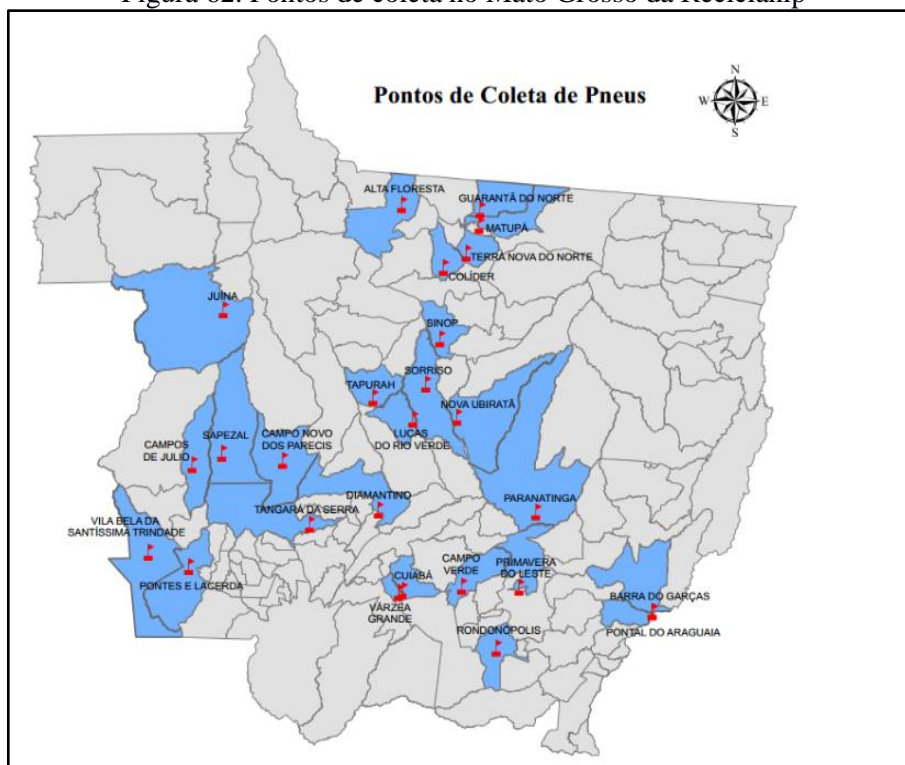 Figura 62: Pontos de coleta no Mato Grosso da Reciclanip
Pontos de Coleta de Pneus
N
W
E
S
ALTA FLORESTA
GUARANTÃ DO NORTE
MATUPÁ
TERRA NOVA DO NORTE
COLÍDER
JUÍNA
SINOP
SORRISO
TAPURAH
NOVA UBIRATÃ
LUCAS
DO RIO VERDE
CAMPOS
DE JULIO
SAPEZAL
CAMPO NOVO
DOS PARECIS
DIAMANTINO
PARANATINGA
TANGARÁ DA SERRA
VILA BELA DA
SANTÍSSIMA TRINDADE
PONTES E LACERDA
CUIABÁ
CAMPO
VERDE
PRIMAVERA
DO LESTE
VÁRZEA
GRANDE
BARRA DO GARÇAS
PONTAL DO ARAGUAIA
RONDONÓPOLIS